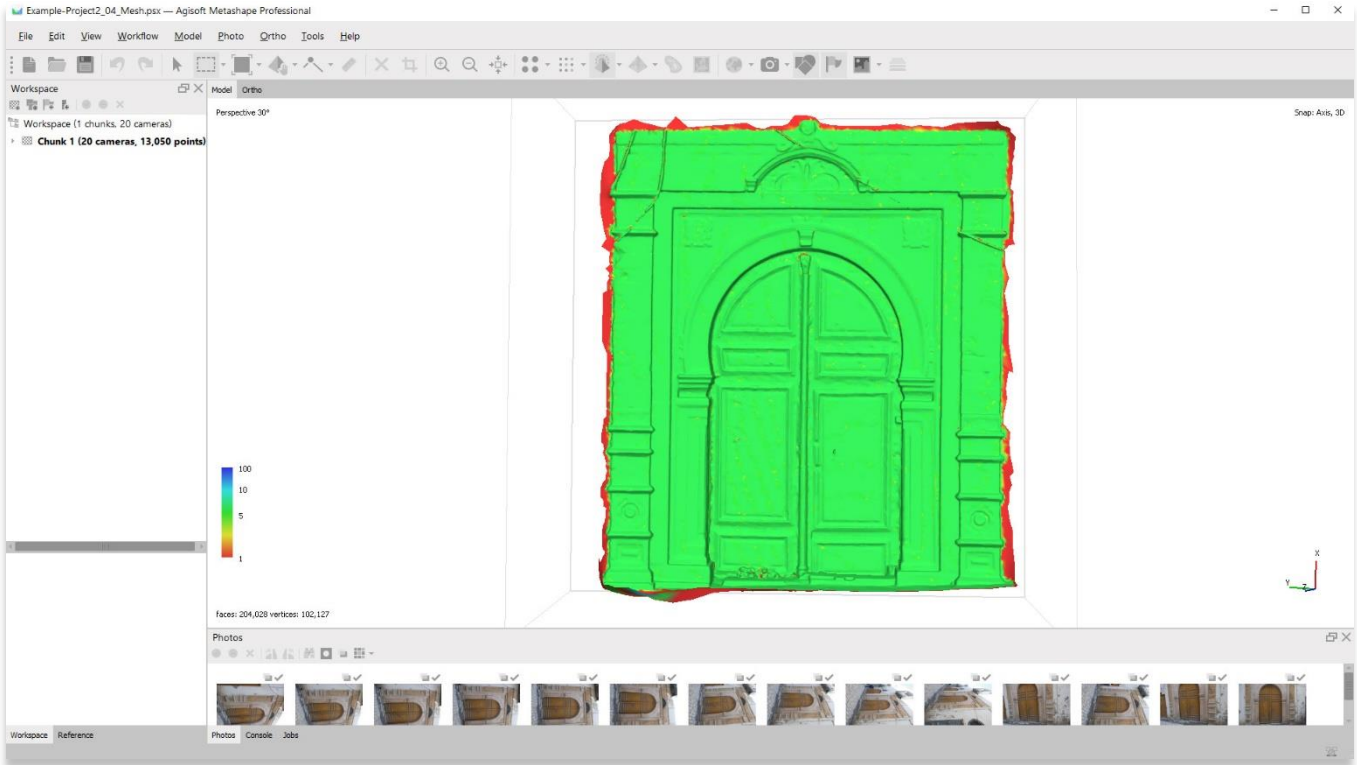 Example-Project2_04_Mesh.psx — Agisoft Metashape Professional
File Edit View Workflow Model Photo Ortho Tools Help
Workspace
Model Ortho
Workspace (1 chunks, 20 cameras)
Chunk 1 (20 cameras, 13,050 points)
Perspective 30°
Snap: Axis, 3D
100
10
5
1
X
Y
Z
faces: 204,028 vertices: 102,127
Photos
Workspace Reference
Photos Console Jobs